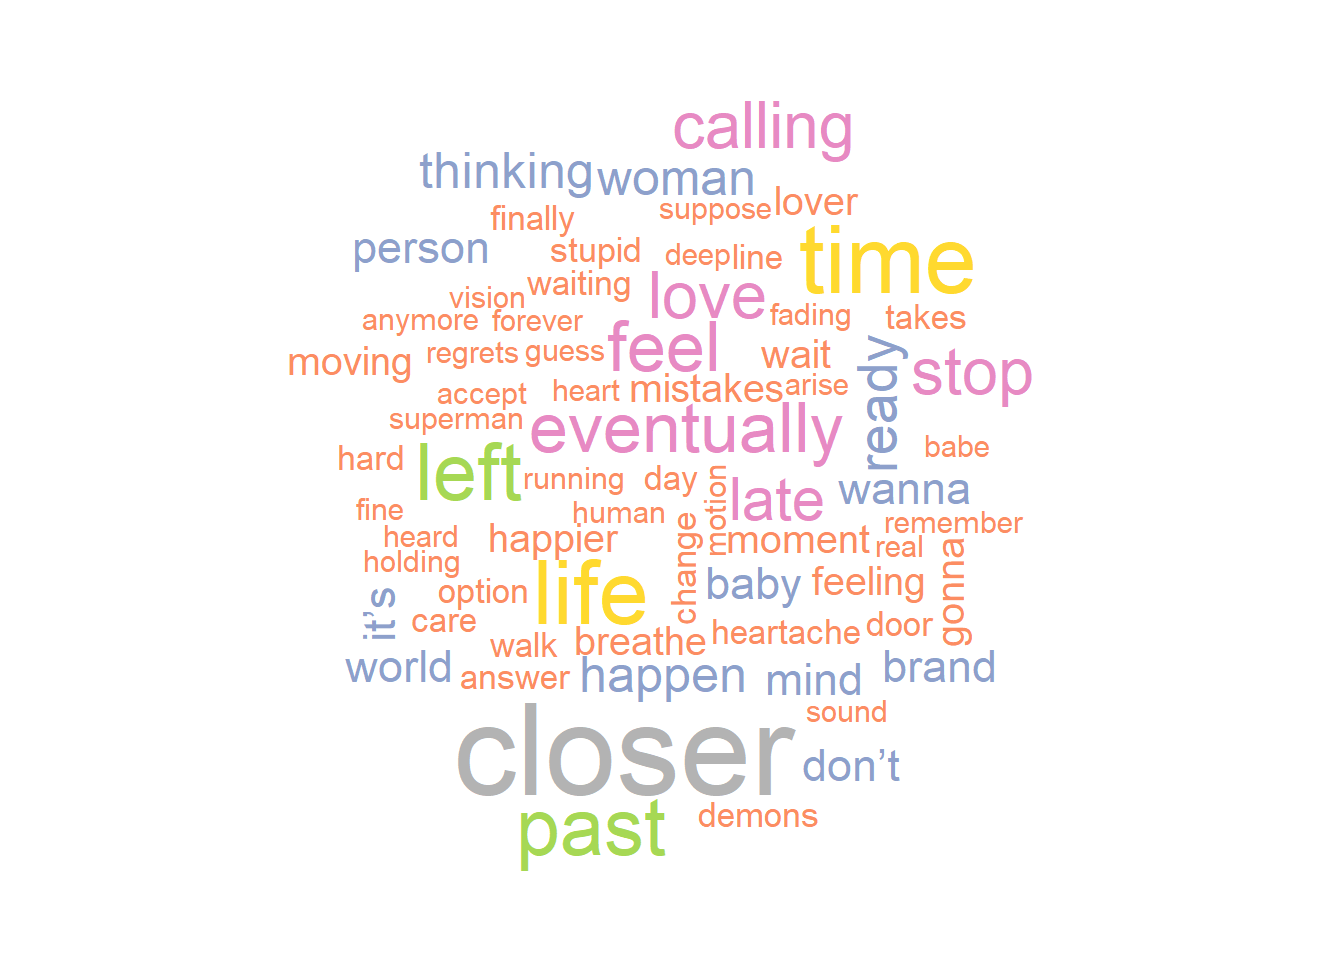 calling
thinking woman
suppose lover
finally
person stupid deep line time
waiting love
vision
anymore forever fading takes
moving regrets guess feel wait ready stop
accept heart mistakes arise
superman eventually babe
hard left running day motion late wanna
fine human change remember
heard happier moment real gonna
holding
it’s option life baby feeling
care walk breathe heartache door
world answer happen mind brand
closer sound
don’t
past demons